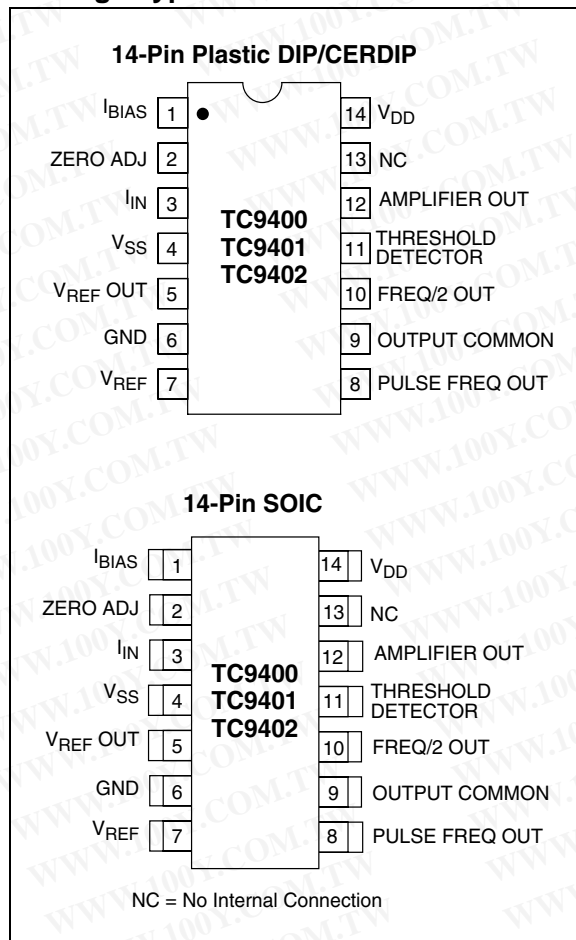 14-Pin Plastic DIP/CERDIP
IBIAS 1
ZERO ADJ 2
IIN 3
VSS 4
VREF OUT 5
GND 6
VREF 7
TC9400
TC9401
TC9402
14 VDD
13 NC
12 AMPLIFIER OUT
11 THRESHOLD
DETECTOR
10 FREQ/2 OUT
9 OUTPUT COMMON
8 PULSE FREQ OUT
14-Pin SOIC
IBIAS 1
ZERO ADJ 2
IIN 3
VSS 4
VREF OUT 5
GND 6
VREF 7
TC9400
TC9401
TC9402
14 VDD
13 NC
12 AMPLIFIER OUT
11 THRESHOLD
DETECTOR
10 FREQ/2 OUT
9 OUTPUT COMMON
8 PULSE FREQ OUT
NC = No Internal Connection
WWW.100Y.COM.TW